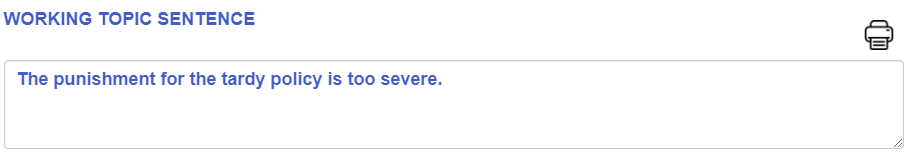 WORKING TOPIC SENTENCE
The punishment for the tardy policy is too severe.